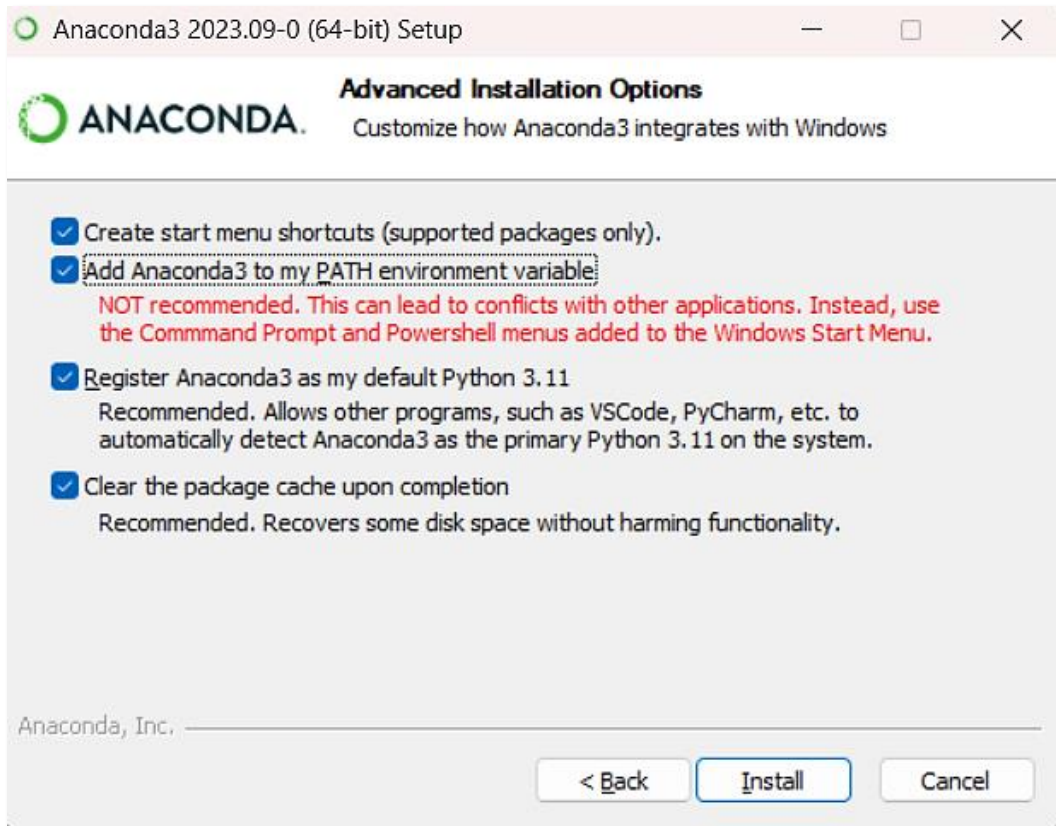 Anaconda3 2023.09-0 (64-bit) Setup
ANACONDA.
Advanced Installation Options
Customize how Anaconda3 integrates with Windows
Create start menu shortcuts (supported packages only).
Add Anaconda3 to my PATH environment variable
NOT recommended. This can lead to conflicts with other applications. Instead, use
the Commmand Prompt and Powershell menus added to the Windows Start Menu.
Register Anaconda3 as my default Python 3.11
Recommended. Allows other programs, such as VSCode, PyCharm, etc. to
automatically detect Anaconda3 as the primary Python 3.11 on the system.
Clear the package cache upon completion
Recommended. Recovers some disk space without harming functionality.
Anaconda, Inc.
< Back Install Cancel